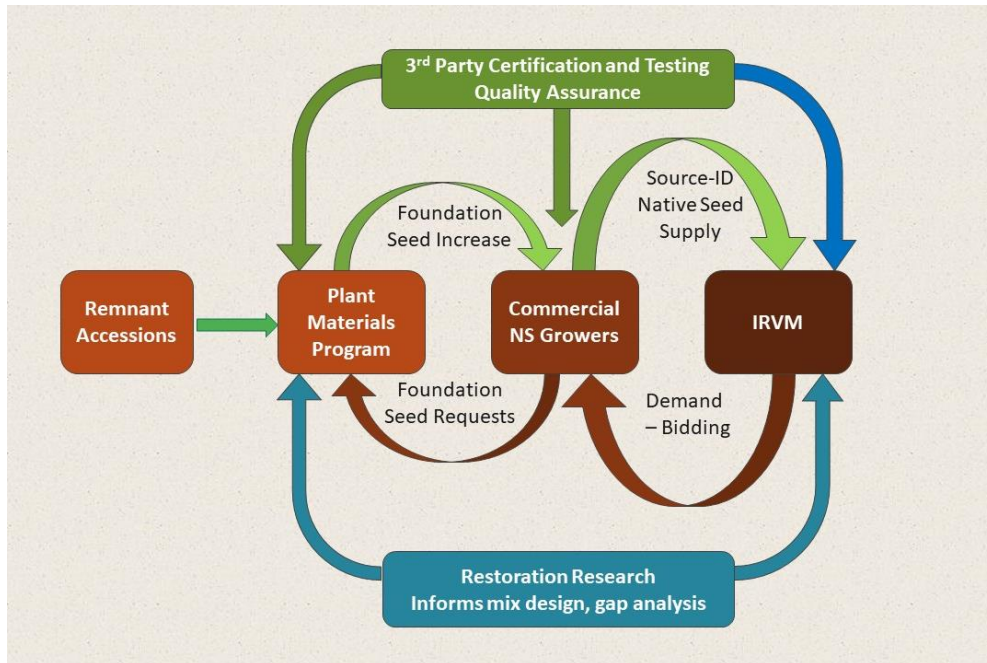 3rd Party Certification and Testing
Quality Assurance
Foundation
Seed Increase
Source-ID
Native Seed
Supply
Remnant
Accessions
Plant
Materials
Program
Commercial
NS Growers
IRVM
Foundation
Seed Requests
Demand
– Bidding
Restoration Research
Informs mix design, gap analysis